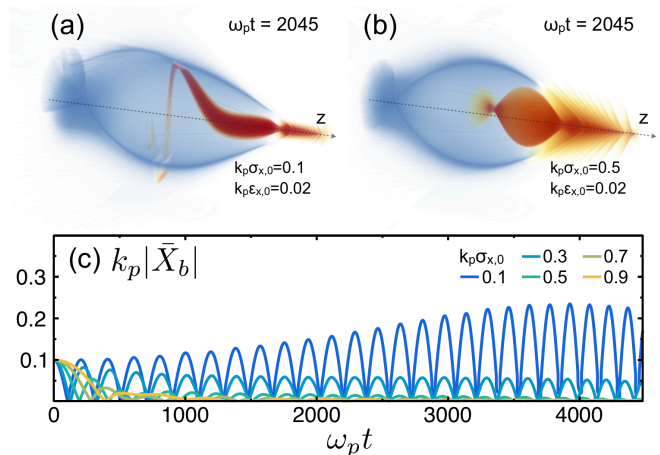 (a) ωₚt = 2045
z
kₚσₓ,₀=0.1
kₚεₓ,₀=0.02
(b) ωₚt = 2045
z
kₚσₓ,₀=0.5
kₚεₓ,₀=0.02
(c) kₚ|X̄_b|
kₚσₓ,₀ 0.3 0.7
0.1 0.5 0.9
0.3
0.2
0.1
0 1000 2000 3000 4000
ωₚt